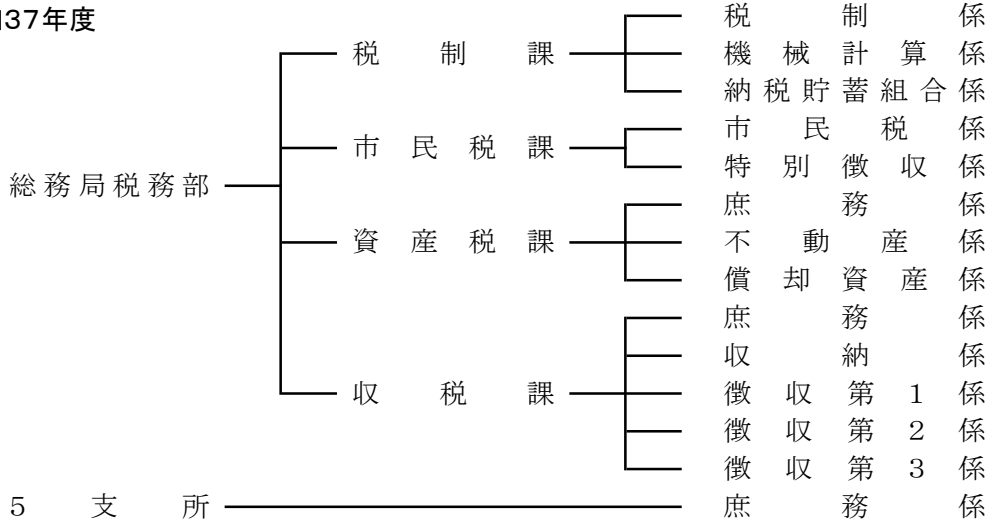 37年度
税制係
税制課
機械計算係
納税貯蓄組合係
市民税係
市民税課
特別徴収係
総務局税務部
庶務係
資産税課
不動産係
償却資産係
庶務係
収納係
収税課
徴収第1係
徴収第2係
徴収第3係
5支所
庶務係